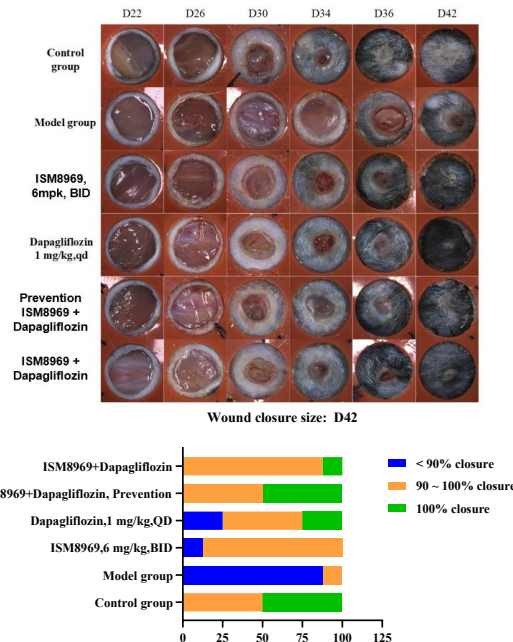 D22 D26 D30 D34 D36 D42
Control
group
Model group
ISM8969,
6mpk, BID
Dapagliflozin
1 mg/kg,qd
Prevention
ISM8969 +
Dapagliflozin
ISM8969 +
Dapagliflozin
Wound closure size: D42
ISM8969+Dapagliflozin
8969+Dapagliflozin, Prevention
Dapagliflozin,1 mg/kg,QD
ISM8969,6 mg/kg,BID
Model group
Control group
0 25 50 75 100 125
< 90% closure
90 ~ 100% closure
100% closure